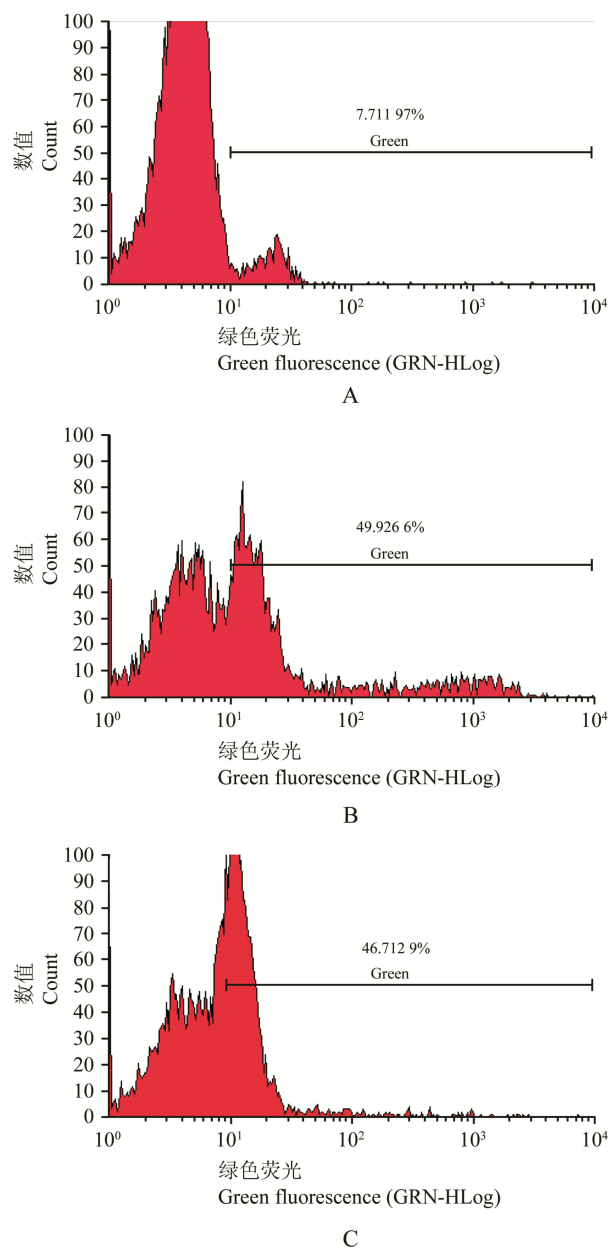 100
90
80
70
60
50
40
30
20
10
0
数值
Count
7.711 97%
Green
10⁰ 10¹ 10² 10³ 10⁴
绿色荧光
Green fluorescence (GRN-HLog)
A
100
90
80
70
60
50
40
30
20
10
0
数值
Count
49.926 6%
Green
10⁰ 10¹ 10² 10³ 10⁴
绿色荧光
Green fluorescence (GRN-HLog)
B
100
90
80
70
60
50
40
30
20
10
0
数值
Count
46.712 9%
Green
10⁰ 10¹ 10² 10³ 10⁴
绿色荧光
Green fluorescence (GRN-HLog)
C